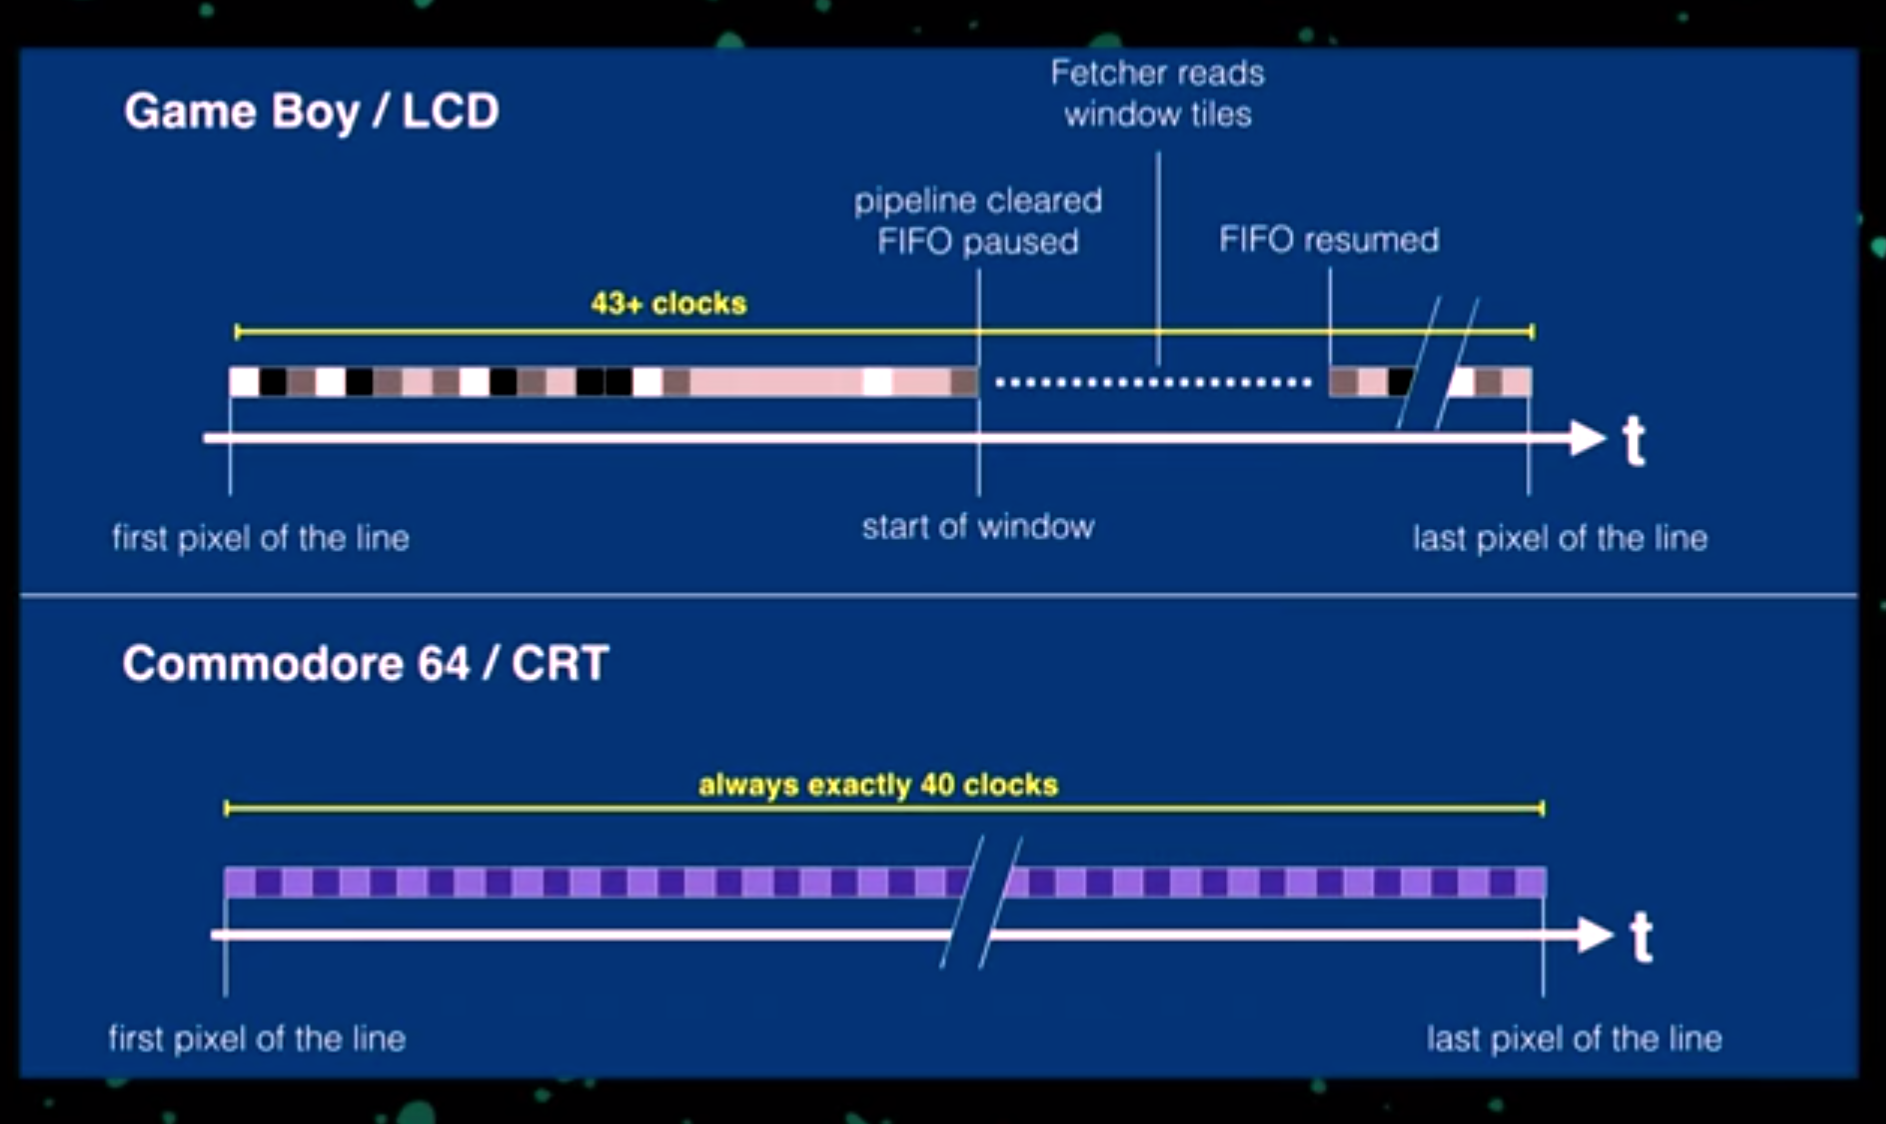 Game Boy / LCD
Fetcher reads
window tiles
pipeline cleared
FIFO paused
FIFO resumed
43+ clocks
t
first pixel of the line
start of window
last pixel of the line
Commodore 64 / CRT
always exactly 40 clocks
t
first pixel of the line
last pixel of the line